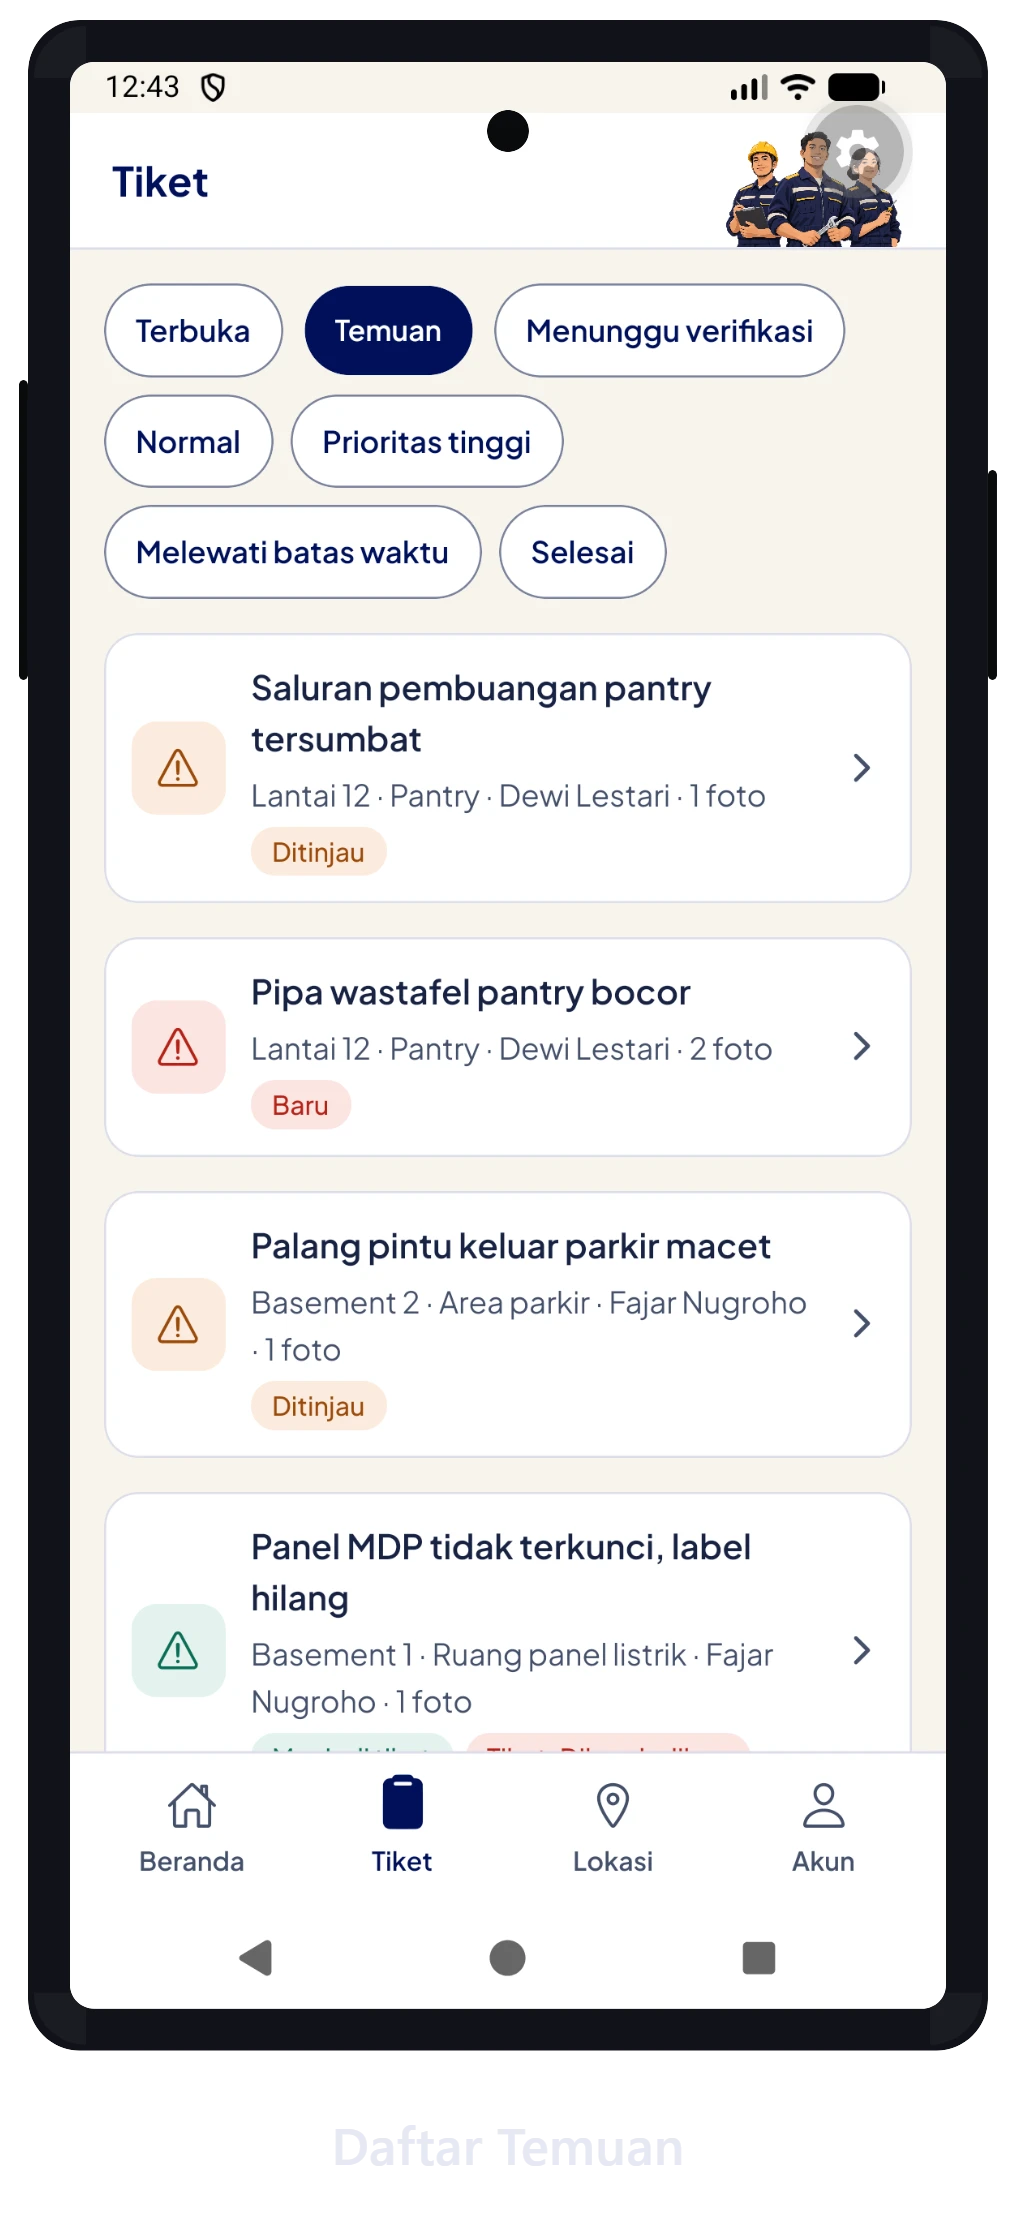 12:43
Tiket
Terbuka
Temuan
Menunggu verifikasi
Normal
Prioritas tinggi
Melewati batas waktu
Selesai
Saluran pembuangan pantry
tersumbat
Lantai 12 · Pantry · Dewi Lestari · 1 foto
Ditinjau
Pipa wastafel pantry bocor
Lantai 12 · Pantry · Dewi Lestari · 2 foto
Baru
Palang pintu keluar parkir macet
Basement 2 · Area parkir · Fajar Nugroho
· 1 foto
Ditinjau
Panel MDP tidak terkunci, label
hilang
Basement 1 · Ruang panel listrik · Fajar
Nugroho · 1 foto
Beranda
Tiket
Lokasi
Akun
Daftar Temuan